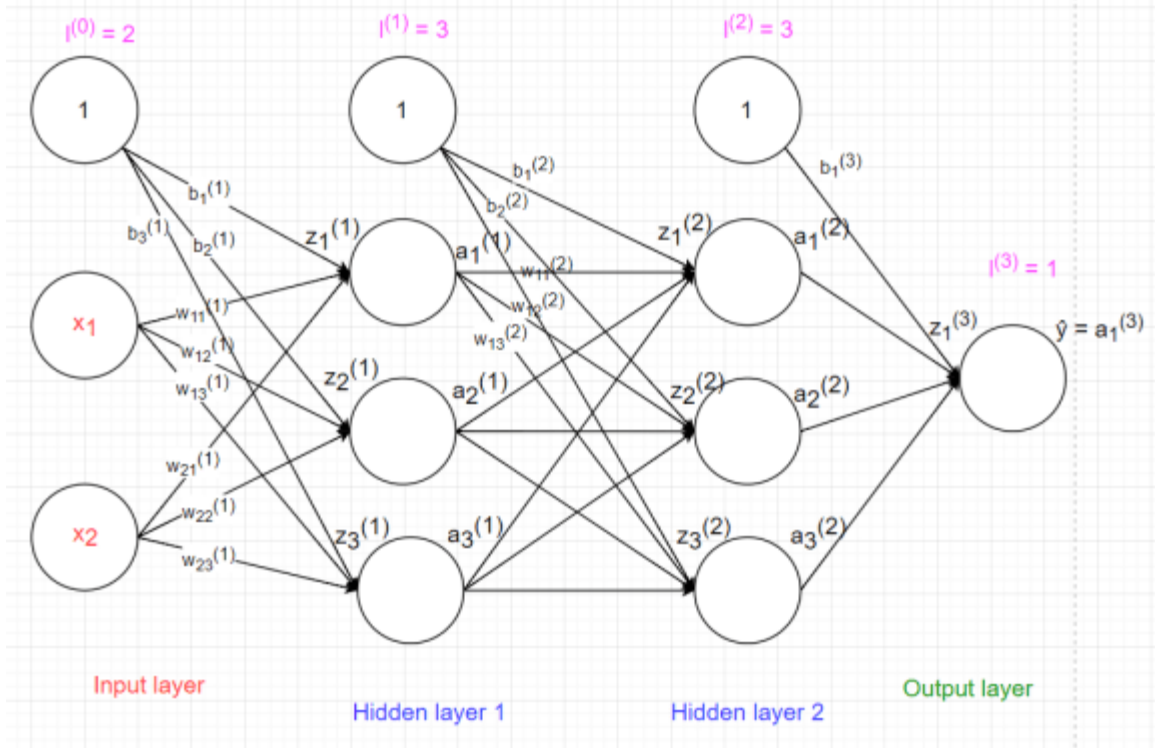 l⁽⁰⁾ = 2
l⁽¹⁾ = 3
l⁽²⁾ = 3
1
1
1
b₁⁽¹⁾
b₂⁽¹⁾
b₃⁽¹⁾
b₁⁽²⁾
b₂⁽²⁾
b₁⁽³⁾
z₁⁽¹⁾
a₁⁽¹⁾
z₁⁽²⁾
a₁⁽²⁾
l⁽³⁾ = 1
x₁
w₁₁⁽¹⁾
w₁₂⁽¹⁾
w₁₃⁽¹⁾
w₁₁⁽²⁾
w₁₂⁽²⁾
w₁₃⁽²⁾
z₁⁽³⁾
ŷ = a₁⁽³⁾
z₂⁽¹⁾
a₂⁽¹⁾
z₂⁽²⁾
a₂⁽²⁾
w₂₁⁽¹⁾
w₂₂⁽¹⁾
w₂₃⁽¹⁾
x₂
z₃⁽¹⁾
a₃⁽¹⁾
z₃⁽²⁾
a₃⁽²⁾
Input layer
Hidden layer 1
Hidden layer 2
Output layer